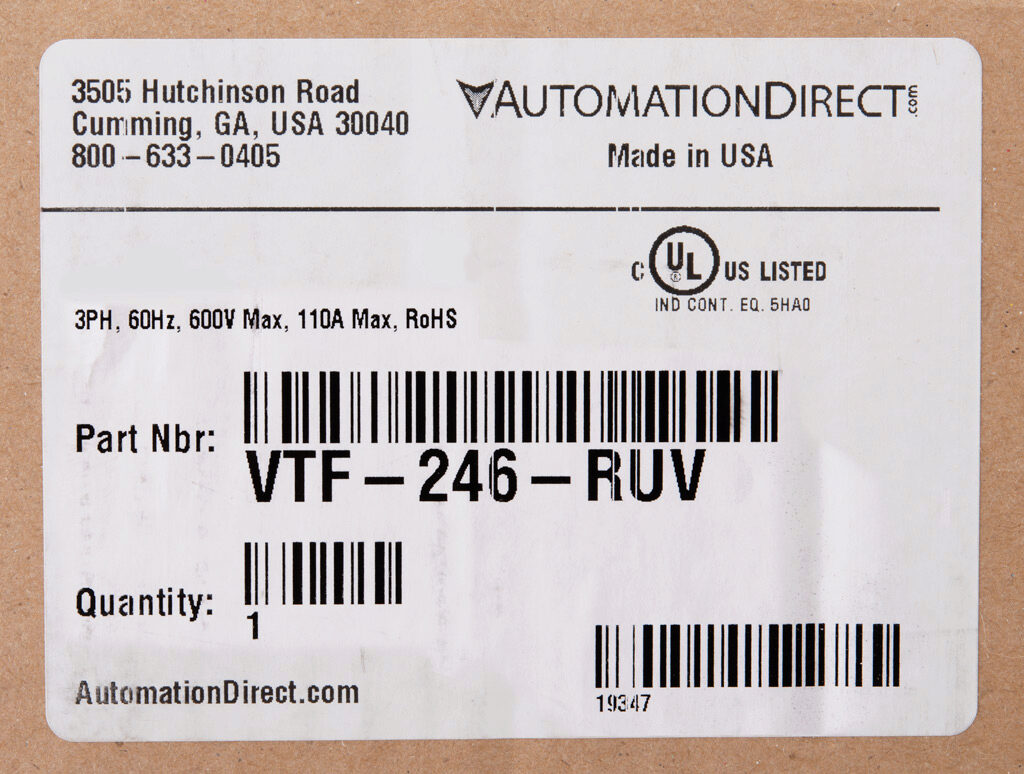 3505 Hutchinson Road
Cumming, GA, USA 30040
800-633-0405
AUTOMATIONDIRECT.com
Made in USA
C UL ® US LISTED
IND CONT. EQ. 5HA0
3PH, 60Hz, 600V Max, 110A Max, RoHS
Part Nbr:
VTF-246-RUV
Quantity:
1
19347
AutomationDirect.com